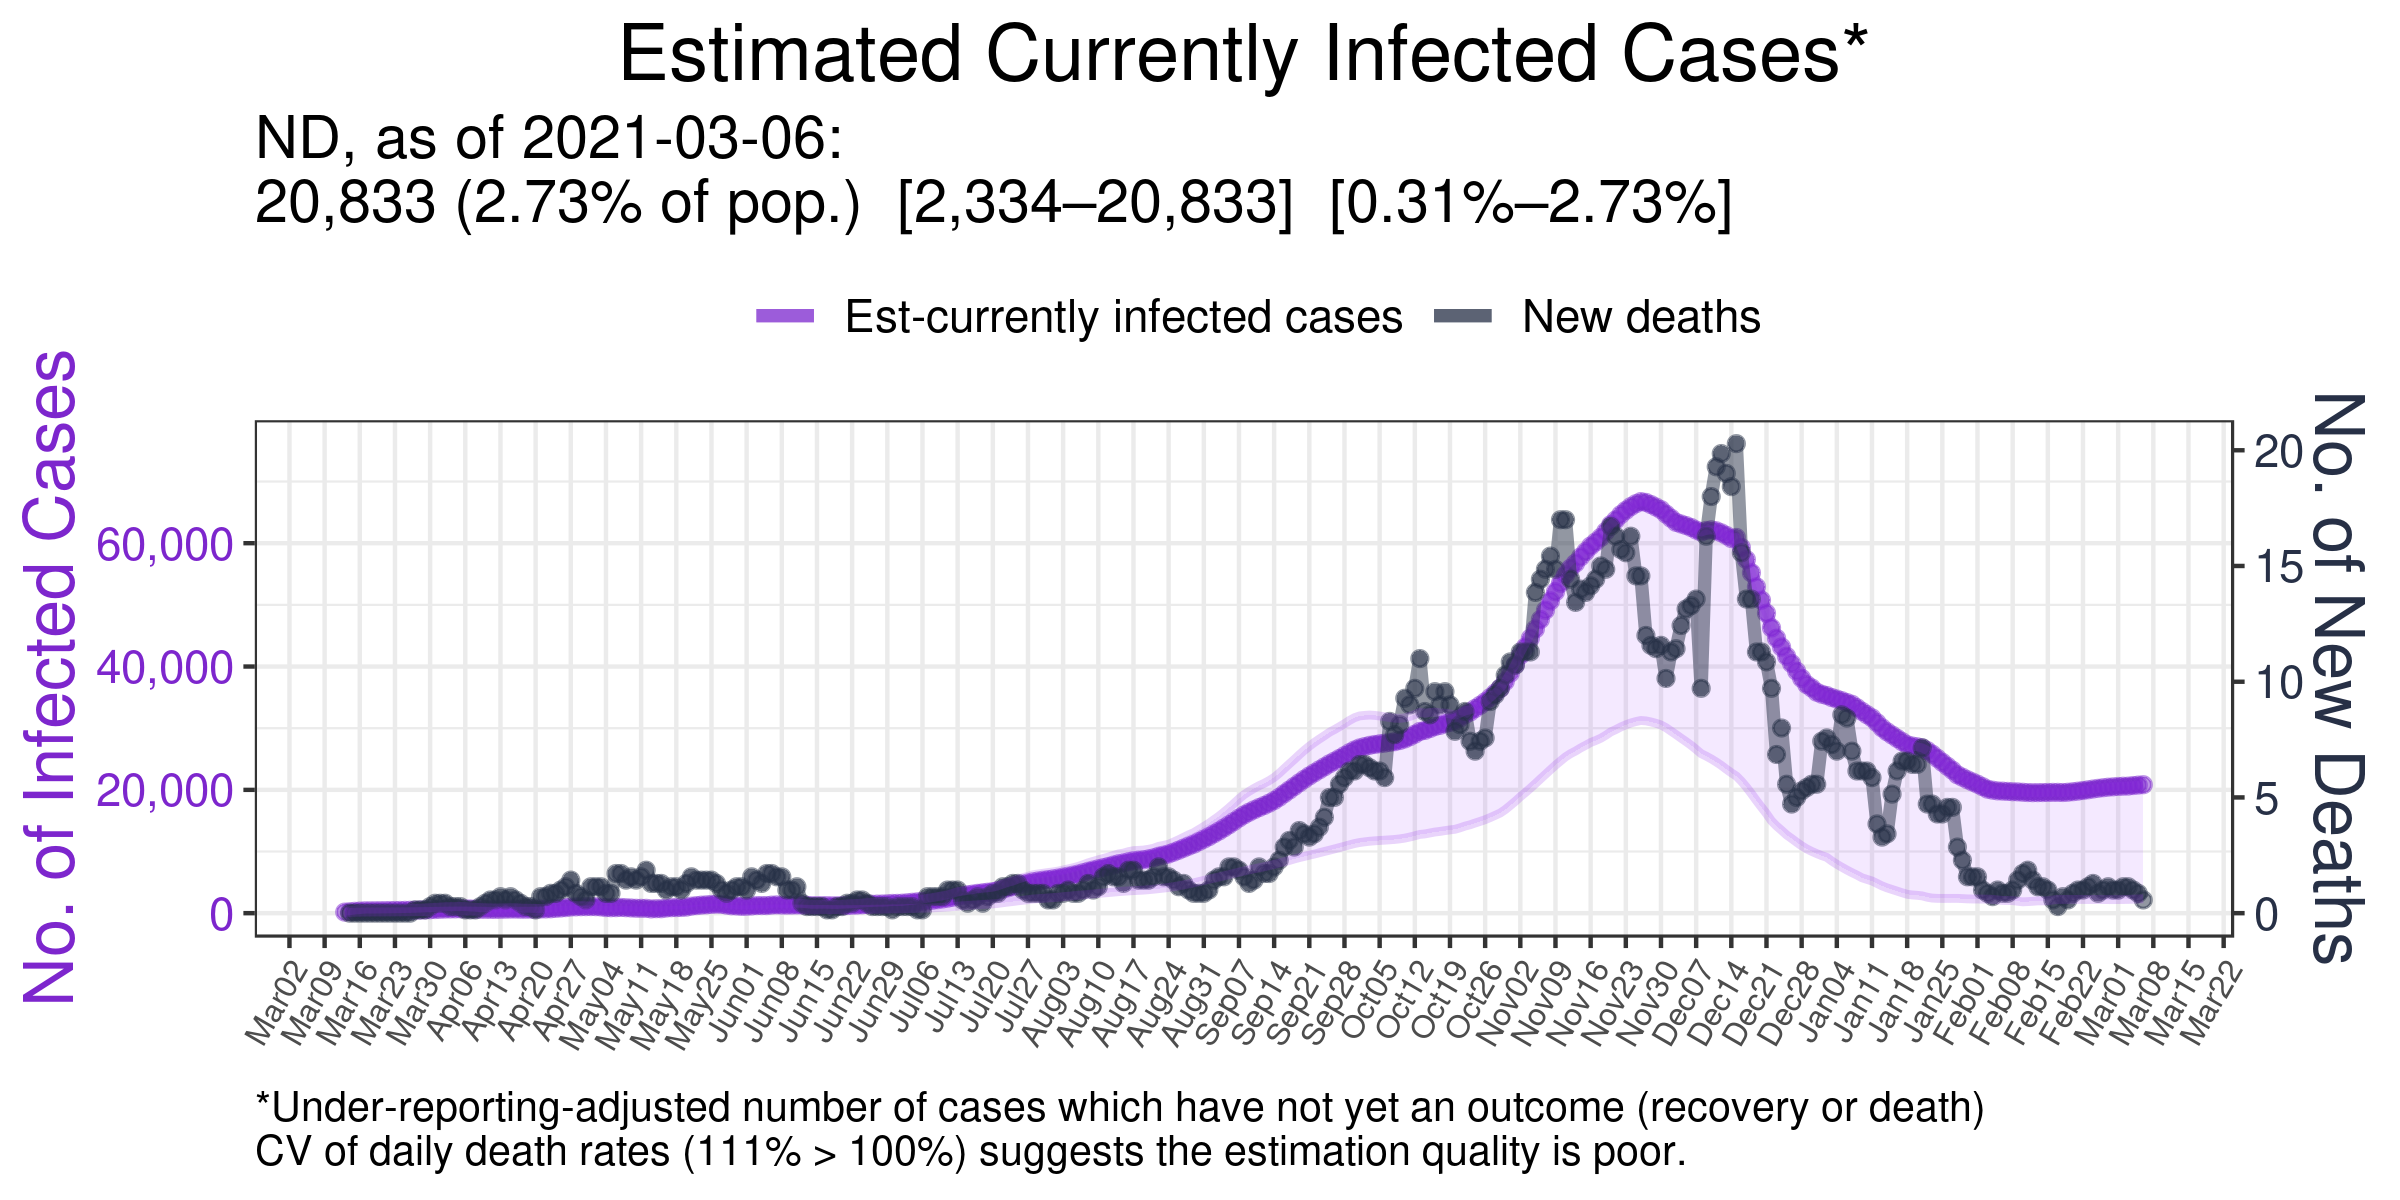 Estimated Currently Infected Cases*
ND, as of 2021-03-06:
20,833 (2.73% of pop.) [2,334–20,833] [0.31%–2.73%]
Est-currently infected cases New deaths
No. of Infected Cases
60,000
40,000
20,000
0
20
15
10
5
0
No. of New Deaths
Mar02 Mar09 Mar16 Mar23 Mar30 Apr06 Apr13 Apr20 Apr27 May04 May11 May18 May25 Jun01 Jun08 Jun15 Jun22 Jun29 Jul06 Jul13 Jul20 Jul27 Aug03 Aug10 Aug17 Aug24 Aug31 Sep07 Sep14 Sep21 Sep28 Oct05 Oct12 Oct19 Oct26 Nov02 Nov09 Nov16 Nov23 Nov30 Dec07 Dec14 Dec21 Dec28 Jan04 Jan11 Jan18 Jan25 Feb01 Feb08 Feb15 Feb22 Mar01 Mar08 Mar15 Mar22
*Under-reporting-adjusted number of cases which have not yet an outcome (recovery or death)
CV of daily death rates (111% > 100%) suggests the estimation quality is poor.